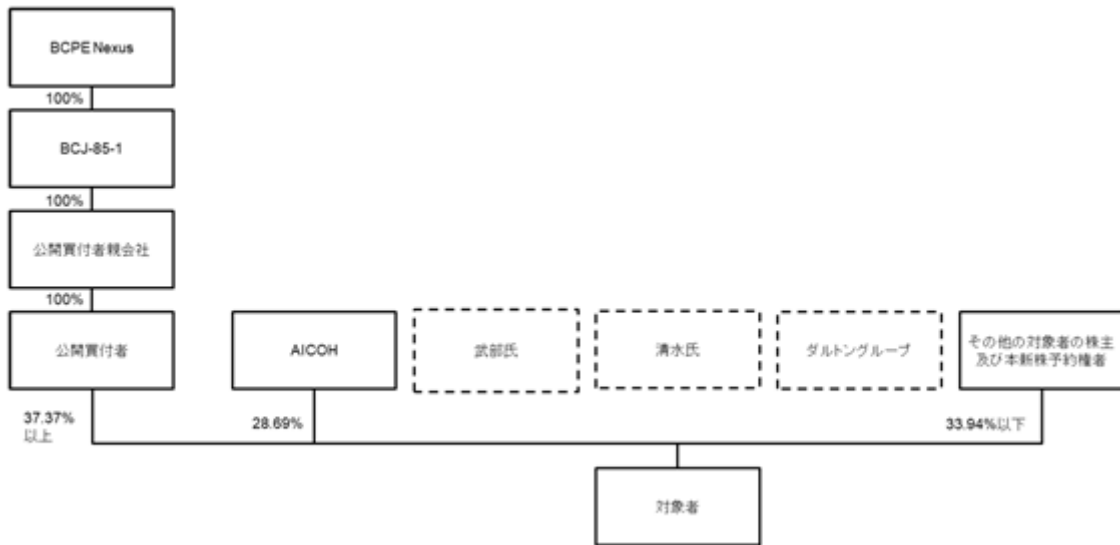 BCPE Nexus
100%
BCJ-85-1
100%
公開買付者親会社
100%
公開買付者
AICOH
武部氏
清水氏
ダルトングループ
その他の対象者の株主
及び本新株予約権者
37.37%
以上
28.69%
33.94%以下
対象者